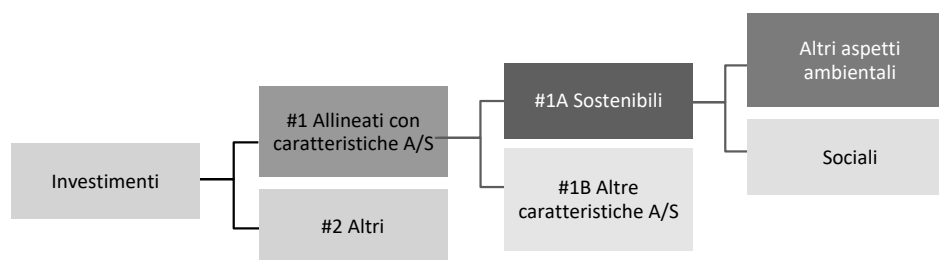 Investimenti
#1 Allineati con
caratteristiche A/S
#2 Altri
#1A Sostenibili
#1B Altre
caratteristiche A/S
Altri aspetti
ambientali
Sociali